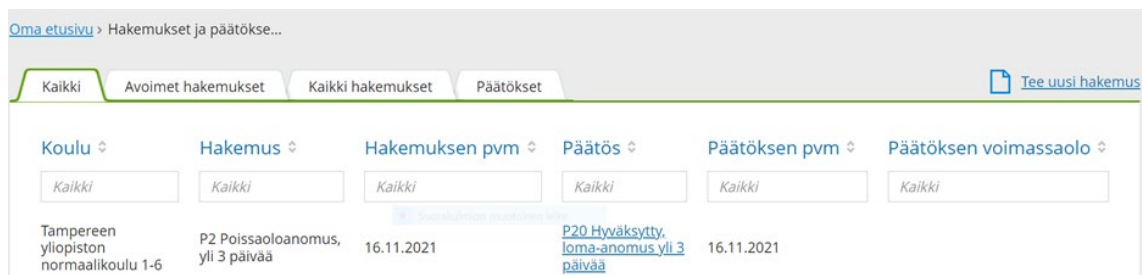 Oma etusivu › Hakemukset ja päätökse...
Kaikki Avoimet hakemukset Kaikki hakemukset Päätökset Tee uusi hakemus
Koulu Hakemus Hakemuksen pvm Päätös Päätöksen pvm Päätöksen voimassaolo
Kaikki Kaikki Kaikki Kaikki Kaikki Kaikki
Tampereen
yliopiston
normaalikoulu 1-6
P2 Poissaoloanomus,
yli 3 päivää
16.11.2021
P20 Hyväksytty,
loma-anomus yli 3
päivää
16.11.2021